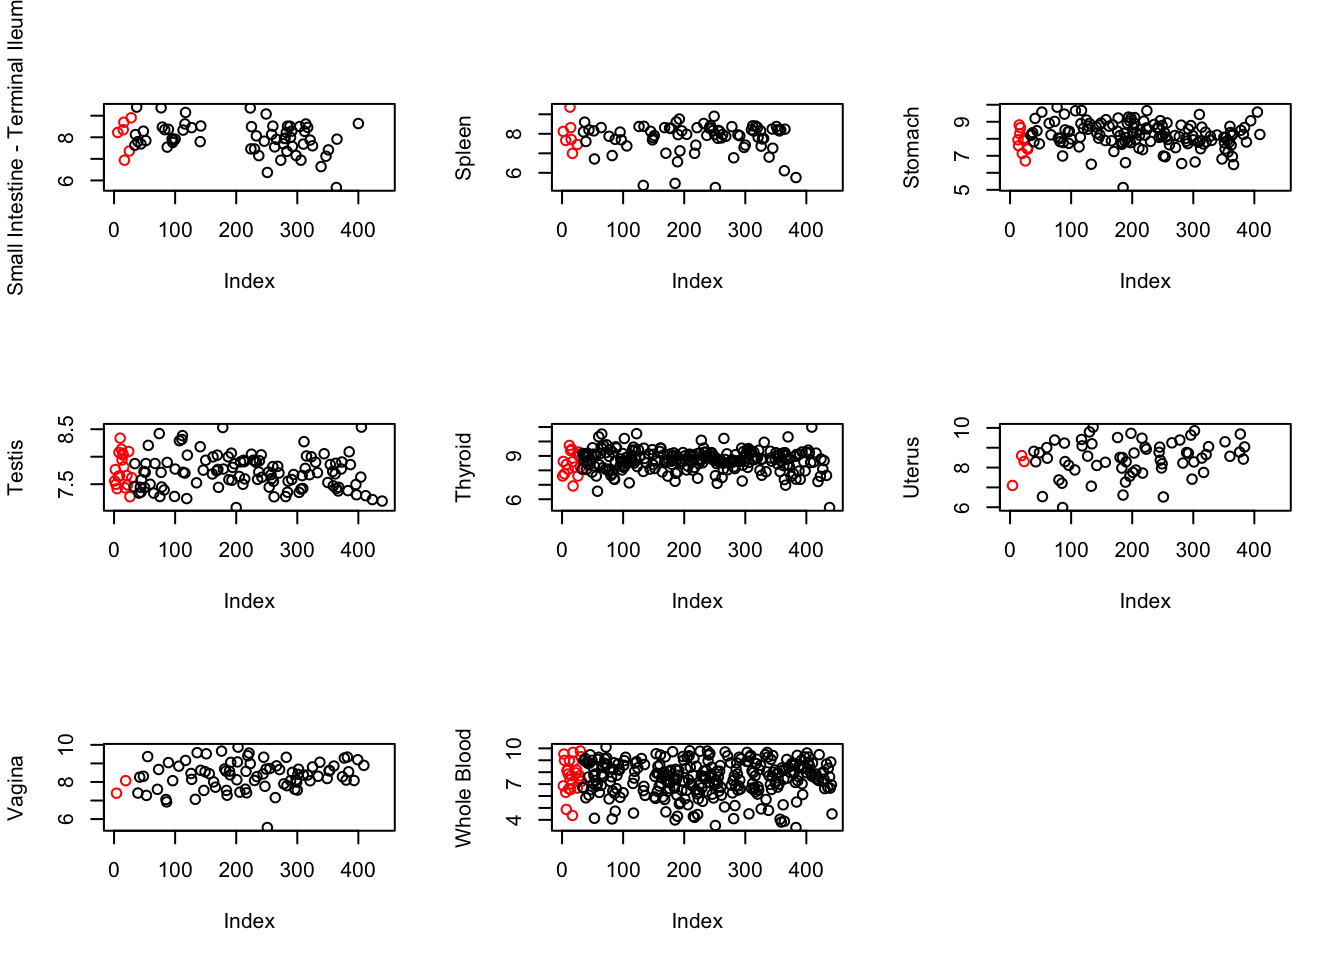 Small Intestine - Terminal Ileum
6 8
0 100 200 300 400
Index
Spleen
6 8
0 100 200 300 400
Index
Stomach
5 7 9
0 100 200 300 400
Index
Testis
7.5 8.5
0 100 200 300 400
Index
Thyroid
6 9
0 100 200 300 400
Index
Uterus
6 8 10
0 100 200 300 400
Index
Vagina
6 8 10
0 100 200 300 400
Index
Whole Blood
4 7 10
0 100 200 300 400
Index